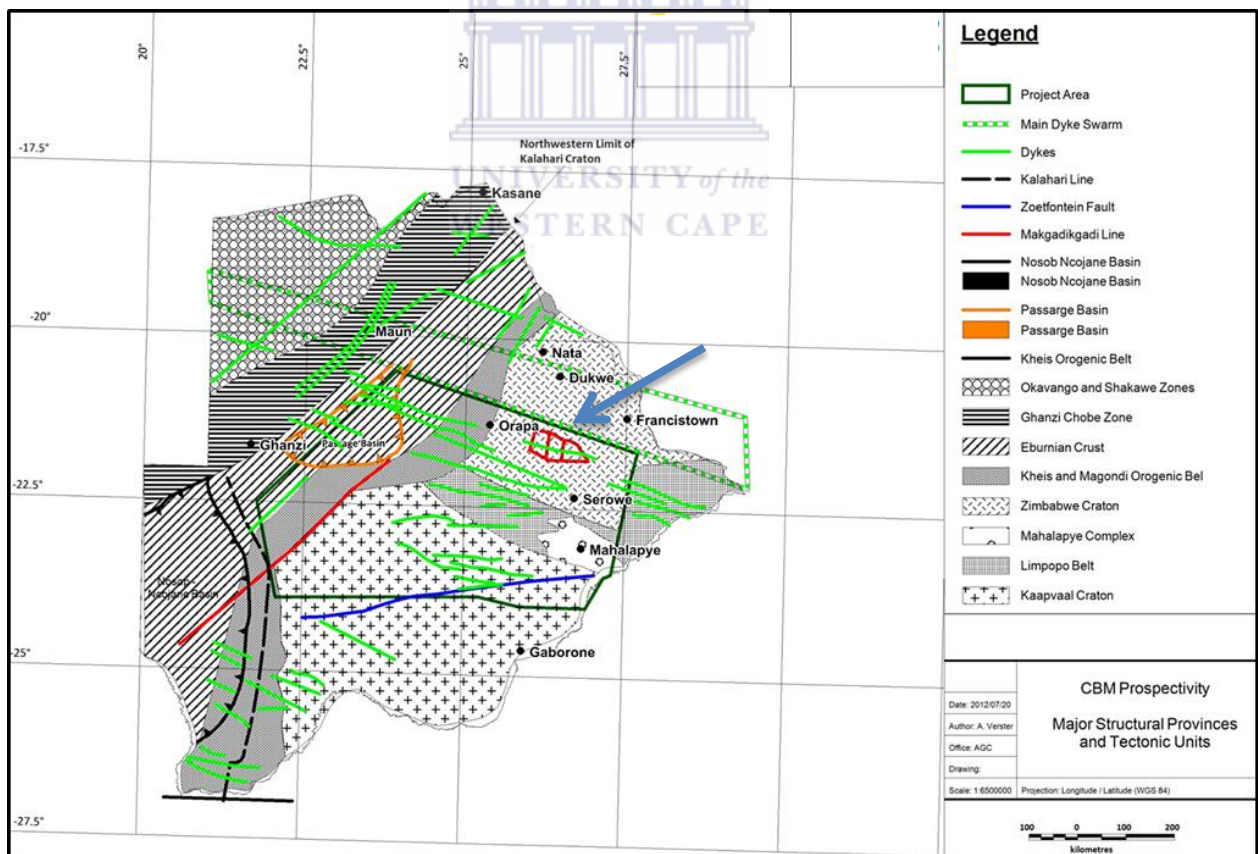 20°
22.5°
25°
27.5°
-17.5°
-20°
-22.5°
-25°
-27.5°
Northwestern Limit of
Kalahari Craton
UNIVERSITY of the
WESTERN CAPE
Kasane
Maun
Nata
Dukwe
Francistown
Orapa
Ghanzi
Passage Basin
Serowe
Mahalapye
Nosop -
Ncojane Basin
Gaborone
Legend
Project Area
Main Dyke Swarm
Dykes
Kalahari Line
Zoetfontein Fault
Makgadikgadi Line
Nosob Ncojane Basin
Nosob Ncojane Basin
Passarge Basin
Passarge Basin
Kheis Orogenic Belt
Okavango and Shakawe Zones
Ghanzi Chobe Zone
Eburnian Crust
Kheis and Magondi Orogenic Bel
Zimbabwe Craton
Mahalapye Complex
Limpopo Belt
Kaapvaal Craton
Date: 2012/07/20
Author: A. Verster
Office: AGC
Drawing:
Scale: 1:6500000
CBM Prospectivity
Major Structural Provinces
and Tectonic Units
Projection: Longitude / Latitude (WGS 84)
100 0 100 200
kilometres